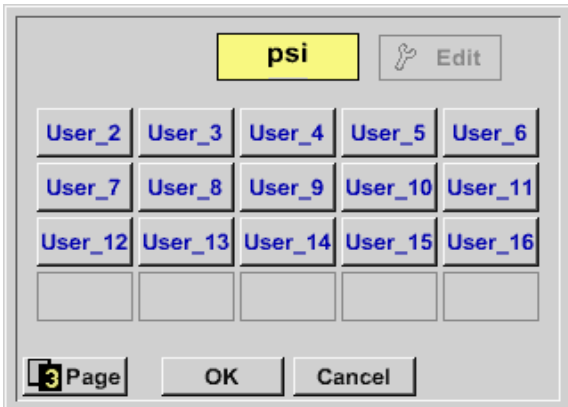 psi Edit
User_2 User_3 User_4 User_5 User_6
User_7 User_8 User_9 User_10 User_11
User_12 User_13 User_14 User_15 User_16
3 Page OK Cancel